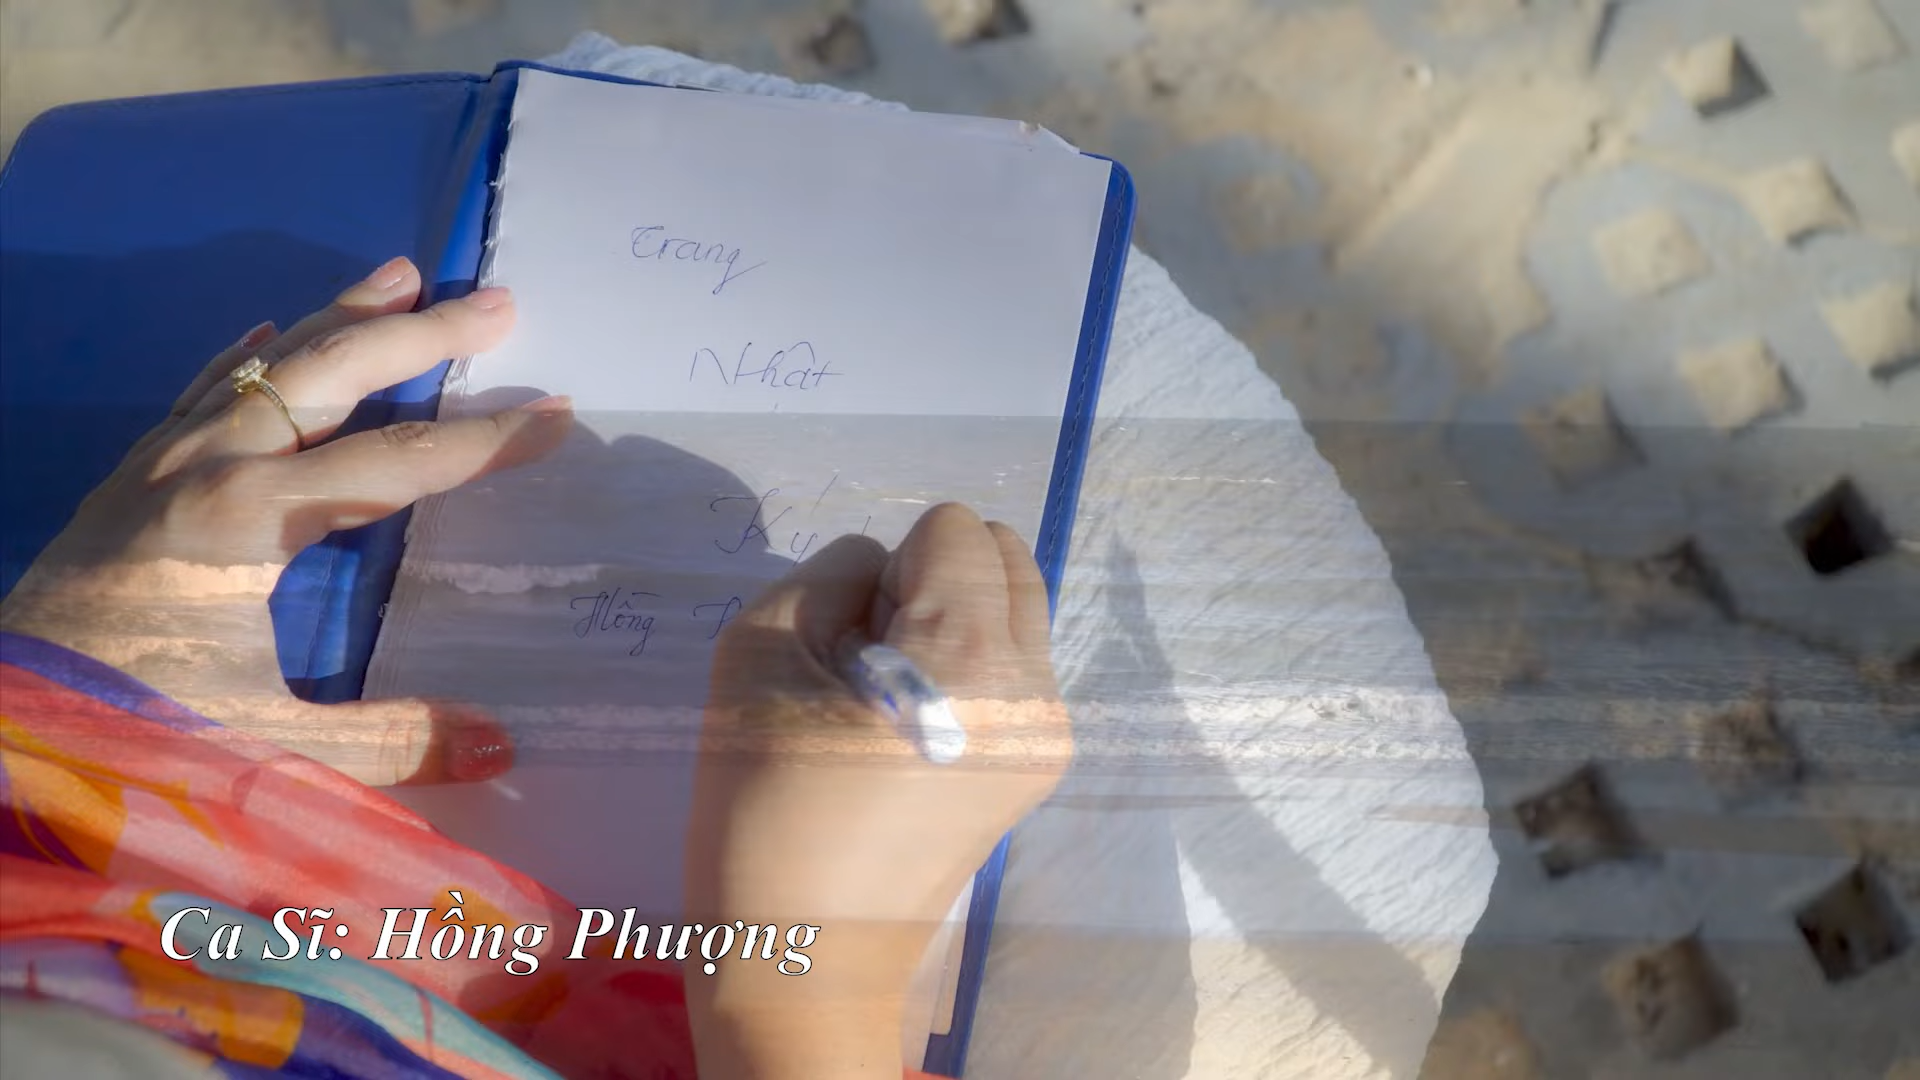 Trang
Nhật
Ký
Hồng
Ca Sĩ: Hồng Phượng